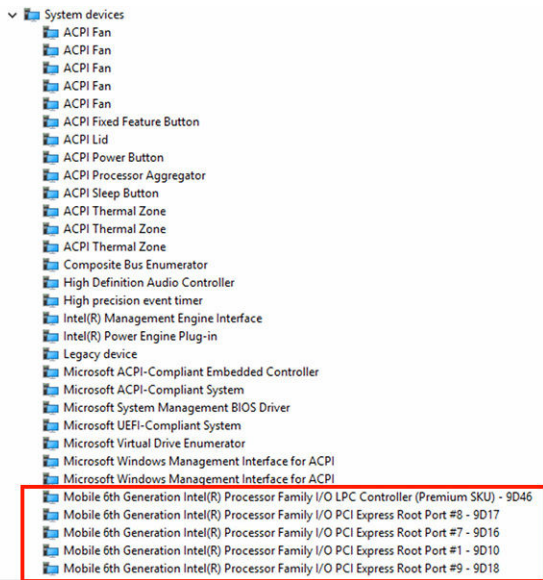 System devices
ACPI Fan
ACPI Fan
ACPI Fan
ACPI Fan
ACPI Fan
ACPI Fixed Feature Button
ACPI Lid
ACPI Power Button
ACPI Processor Aggregator
ACPI Sleep Button
ACPI Thermal Zone
ACPI Thermal Zone
ACPI Thermal Zone
Composite Bus Enumerator
High Definition Audio Controller
High precision event timer
Intel(R) Management Engine Interface
Intel(R) Power Engine Plug-in
Legacy device
Microsoft ACPI-Compliant Embedded Controller
Microsoft ACPI-Compliant System
Microsoft System Management BIOS Driver
Microsoft UEFI-Compliant System
Microsoft Virtual Drive Enumerator
Microsoft Windows Management Interface for ACPI
Microsoft Windows Management Interface for ACPI
Mobile 6th Generation Intel(R) Processor Family I/O LPC Controller (Premium SKU) - 9D46
Mobile 6th Generation Intel(R) Processor Family I/O PCI Express Root Port #8 - 9D17
Mobile 6th Generation Intel(R) Processor Family I/O PCI Express Root Port #7 - 9D16
Mobile 6th Generation Intel(R) Processor Family I/O PCI Express Root Port #1 - 9D10
Mobile 6th Generation Intel(R) Processor Family I/O PCI Express Root Port #9 - 9D18